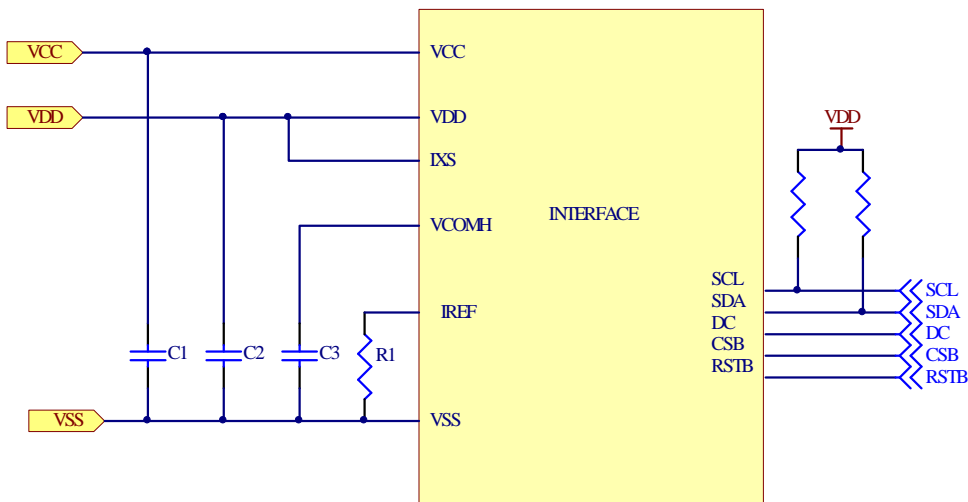 VCC
VCC
VDD
VDD
VDD
IXS
VCOMH
INTERFACE
SCL
SCL
SDA
SDA
IREF
DC
DC
C1
C2
C3
R1
CSB
CSB
RSTB
RSTB
VSS
VSS